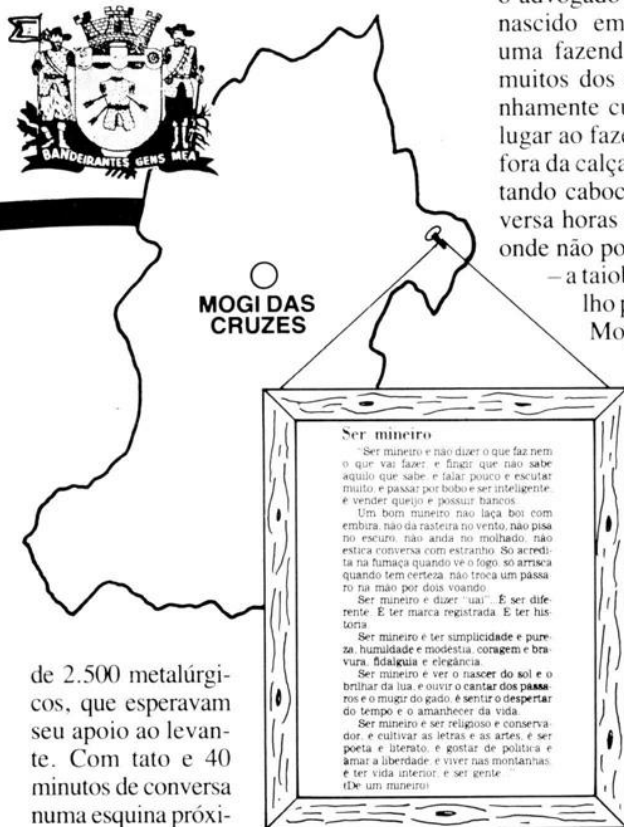 BANDEIRANTES GENS MEA
o advogado
nascido em
uma fazend
muitos dos
nhamente cu
lugar ao faze
fora da calça
tando caboc
versa horas
onde não po
– a taiob
lho p
Mo
MOGI DAS
CRUZES
Ser mineiro
"Ser mineiro e não dizer o que faz nem
o que vai fazer, e fingir que não sabe
aquilo que sabe, e falar pouco e escutar
muito, e passar por bobo e ser inteligente,
e vender queijo e possuir bancos.
Um bom mineiro não laça boi com
embira, não da rasteira no vento, não pisa
no escuro, não anda no molhado, não
estica conversa com estranho. So acredi-
ta na fumaça quando vê o fogo, so arrisca
quando tem certeza, não troca um pássa
ro na mão por dois voando.
Ser mineiro e dizer "uai". É ser dife-
rente. É ter marca registrada. É ter his-
toria.
Ser mineiro é ter simplicidade e pure-
za, humildade e modestia, coragem e bra-
vura, fidalguia e elegância.
Ser mineiro e ver o nascer do sol e o
brilhar da lua, e ouvir o cantar dos pássa-
ros e o mugir do gado, é sentir o despertar
do tempo e o amanhecer da vida.
Ser mineiro e ser religioso e conserva-
dor, e cultivar as letras e as artes, é ser
poeta e literato, e gostar de politica e
amar a liberdade, e viver nas montanhas,
e ter vida interior, e ser gente."
(De um mineiro)
de 2.500 metalúrgi-
cos, que esperavam
seu apoio ao levan-
te. Com tato e 40
minutos de conversa
numa esquina próxi-